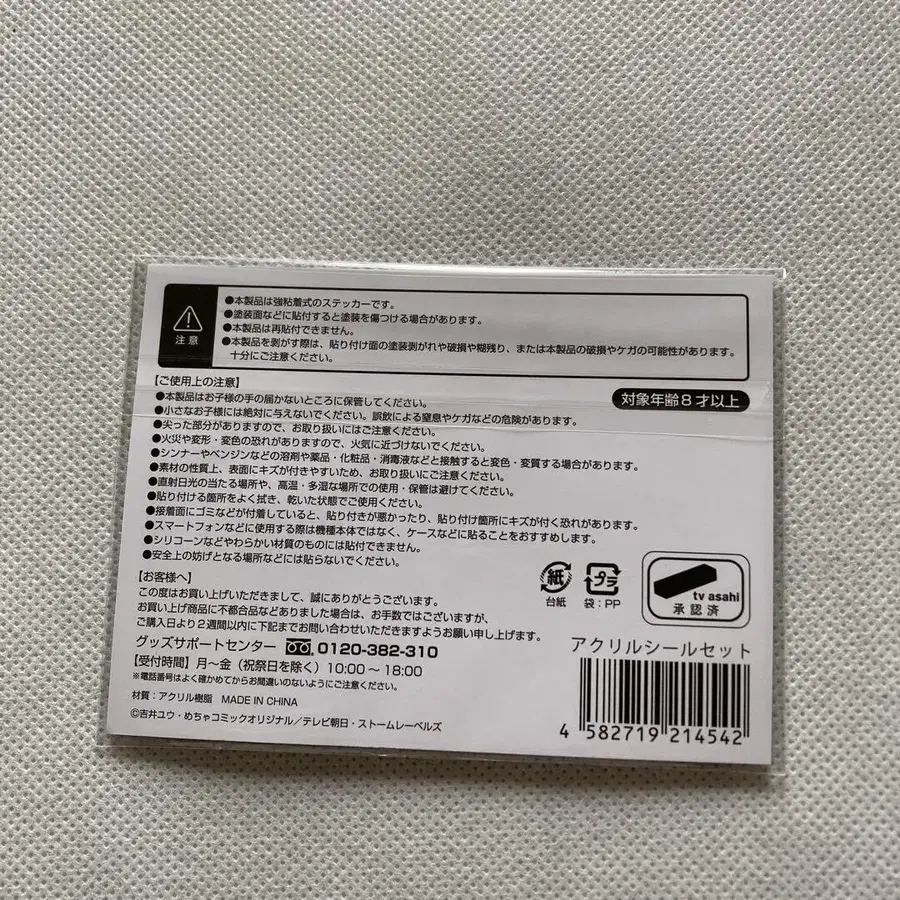 ●本製品は強粘着式のステッカーです。
●塗装面などに貼付すると塗装を傷つける場合があります。
●本製品は再貼付できません。
●本製品を剥がす際は、貼り付け面の塗装剥がれや破損や糊残り、または本製品の破損やケガの可能性があります。
十分にご注意ください。
注意
【ご使用上の注意】
対象年齢8才以上
●本製品はお子様の手の届かないところに保管してください。
●小さなお子様には絶対に与えないでください。誤飲による窒息やケガなどの危険があります。
●尖った部分がありますので、お取り扱いにはご注意ください。
●火災や変形・変色の恐れがありますので、火気に近づけないでください。
●シンナーやベンジンなどの溶剤や薬品・化粧品・消毒液などと接触すると変色・変質する場合があります。
●素材の性質上、表面にキズが付きやすいため、お取り扱いにご注意ください。
●直射日光の当たる場所や、高温・多湿な場所での使用・保管は避けてください。
●貼り付ける箇所をよく拭き、乾いた状態でご使用ください。
●接着面にゴミなどが付着していると、貼り付きが悪かったり、貼り付け箇所にキズが付く恐れがあります。
●スマートフォンなどに使用する際は機種本体ではなく、ケースなどに貼ることをおすすめします。
●シリコーンなどやわらかい材質のものには貼付できません。
●安全上の妨げとなる場所などには貼らないでください。
【お客様へ】
この度はお買い上げいただきまして、誠にありがとうございます。
お買い上げ商品に不都合品などありました場合は、お手数ではございますが、
ご購入日より2週間以内に下記までお問い合わせいただきますようお願い申し上げます。
グッズサポートセンター 0120-382-310
【受付時間】月～金（祝祭日を除く）10:00～18:00
※電話番号はよく確かめてからお間違いのないようにご注意ください。
材質：アクリル樹脂 MADE IN CHINA
©吉井ユウ・めちゃコミックオリジナル／テレビ朝日・ストームレーベルズ
紙
台紙
プラ
袋：PP
tv asahi
承認済
アクリルシールセット
4 582719 214542